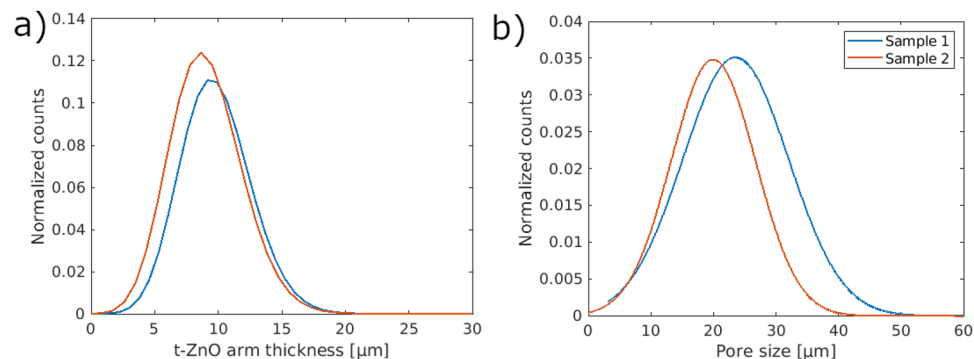 a)
0.14
0.12
0.1
0.08
0.06
0.04
0.02
0
0 5 10 15 20 25 30
Normalized counts
t-ZnO arm thickness [µm]
b)
0.04
0.035
0.03
0.025
0.02
0.015
0.01
0.005
0
0 10 20 30 40 50 60
Normalized counts
Pore size [µm]
Sample 1
Sample 2